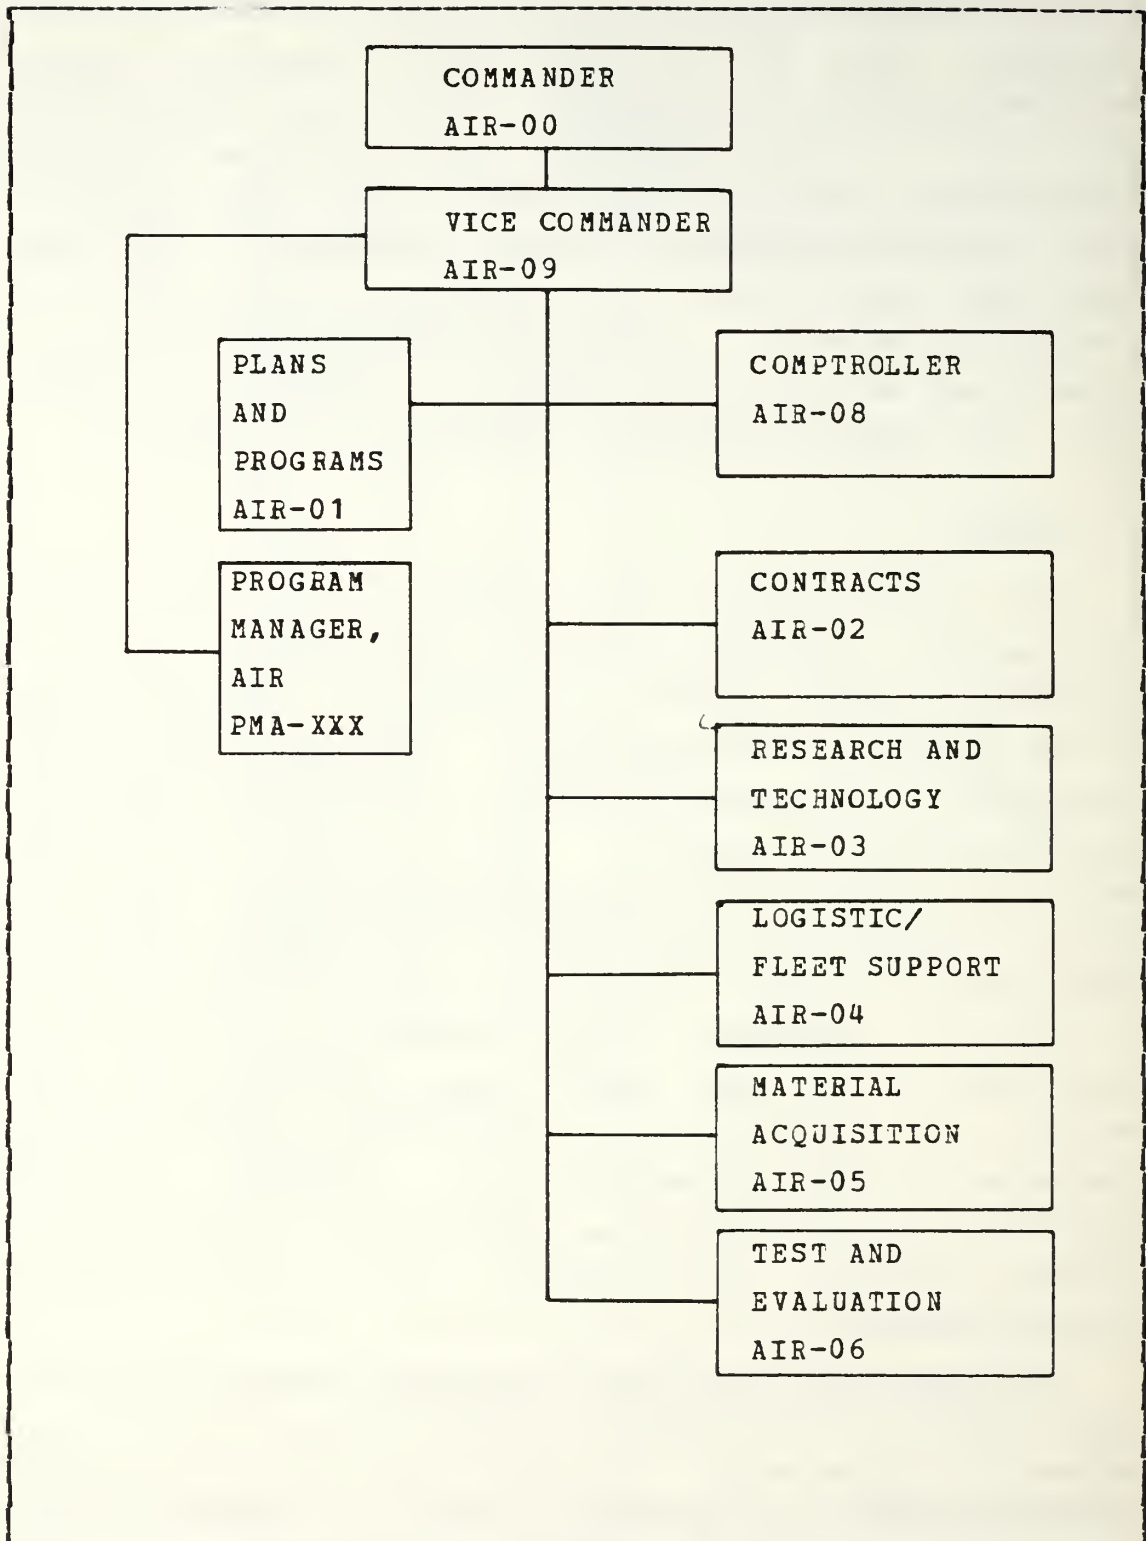 COMMANDER
AIR-00
VICE COMMANDER
AIR-09
PLANS
AND
PROGRAMS
AIR-01
COMPTROLLER
AIR-08
PROGRAM
MANAGER,
AIR
PMA-XXX
CONTRACTS
AIR-02
RESEARCH AND
TECHNOLOGY
AIR-03
LOGISTIC/
FLEET SUPPORT
AIR-04
MATERIAL
ACQUISITION
AIR-05
TEST AND
EVALUATION
AIR-06